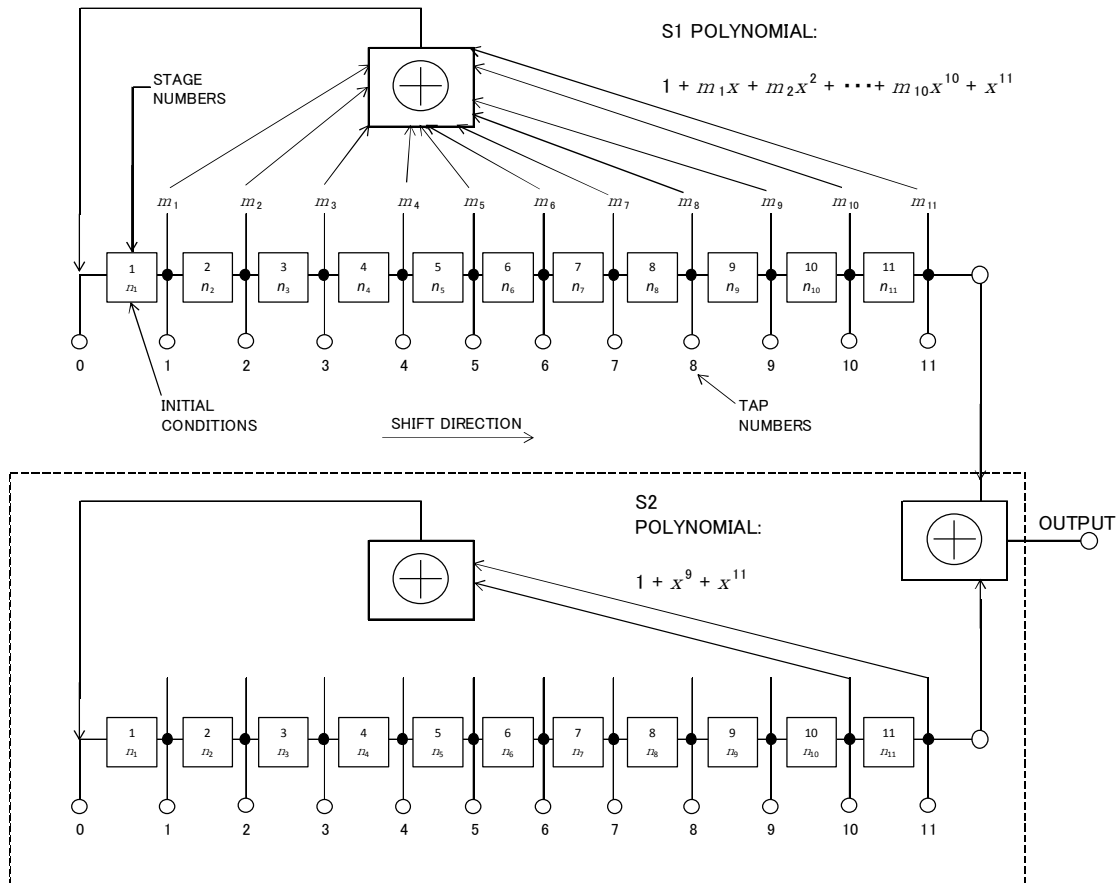 S1 POLYNOMIAL:
1 + m₁x + m₂x² + ・・・+ m₁₀x¹⁰ + x¹¹
STAGE
NUMBERS
m₁ m₂ m₃ m₄ m₅ m₆ m₇ m₈ m₉ m₁₀ m₁₁
1 2 3 4 5 6 7 8 9 10 11
n₁ n₂ n₃ n₄ n₅ n₆ n₇ n₈ n₉ n₁₀ n₁₁
0 1 2 3 4 5 6 7 8 9 10 11
INITIAL
CONDITIONS
SHIFT DIRECTION
TAP
NUMBERS
S2
POLYNOMIAL:
1 + x⁹ + x¹¹
OUTPUT
1 2 3 4 5 6 7 8 9 10 11
n₁ n₂ n₃ n₄ n₅ n₆ n₇ n₈ n₉ n₁₀ n₁₁
0 1 2 3 4 5 6 7 8 9 10 11